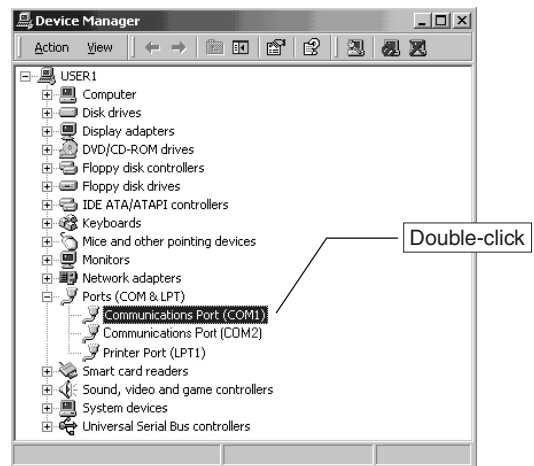 Device Manager
Action View
USER1
Computer
Disk drives
Display adapters
DVD/CD-ROM drives
Floppy disk controllers
Floppy disk drives
IDE ATA/ATAPI controllers
Keyboards
Mice and other pointing devices
Monitors
Network adapters
Ports (COM & LPT)
Communications Port (COM1)
Communications Port (COM2)
Printer Port (LPT1)
Smart card readers
Sound, video and game controllers
System devices
Universal Serial Bus controllers
Double-click